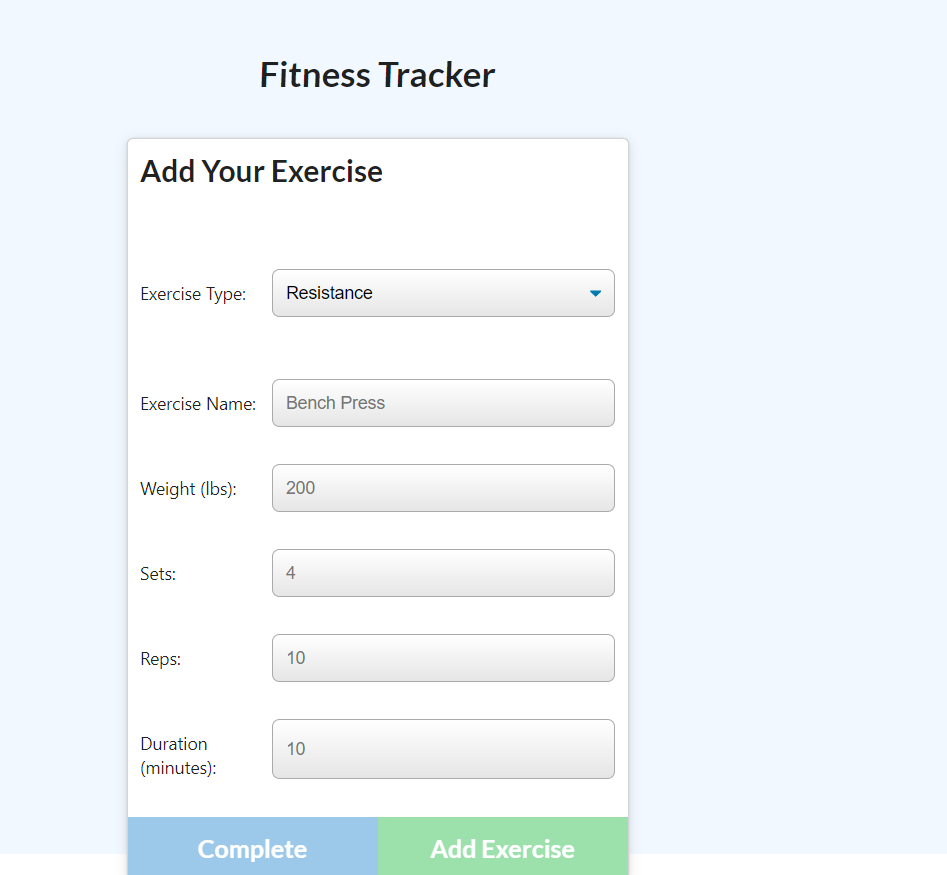 Fitness Tracker
Add Your Exercise
Exercise Type:
Resistance
Exercise Name:
Bench Press
Weight (lbs):
200
Sets:
4
Reps:
10
Duration
(minutes):
10
Complete
Add Exercise